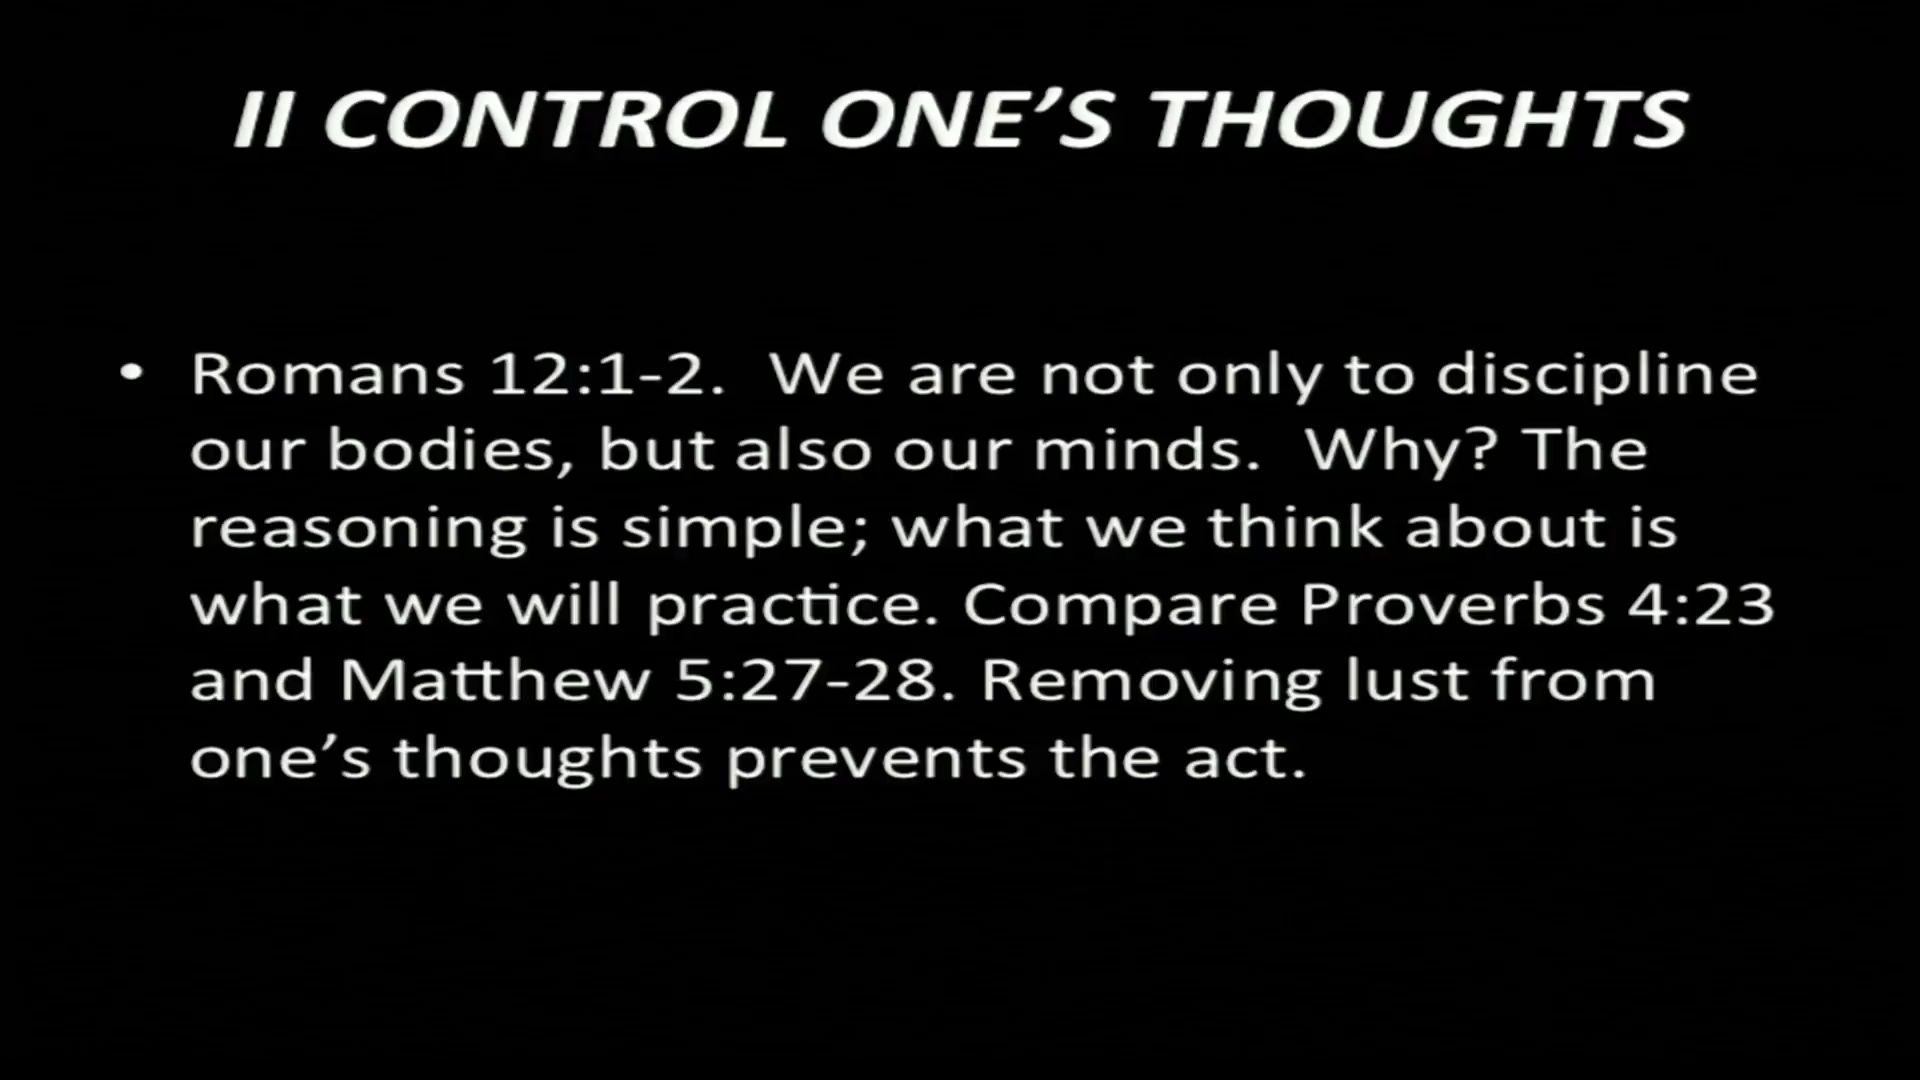 II CONTROL ONE’S THOUGHTS
• Romans 12:1-2.  We are not only to discipline
our bodies, but also our minds.  Why? The
reasoning is simple; what we think about is
what we will practice. Compare Proverbs 4:23
and Matthew 5:27-28. Removing lust from
one’s thoughts prevents the act.